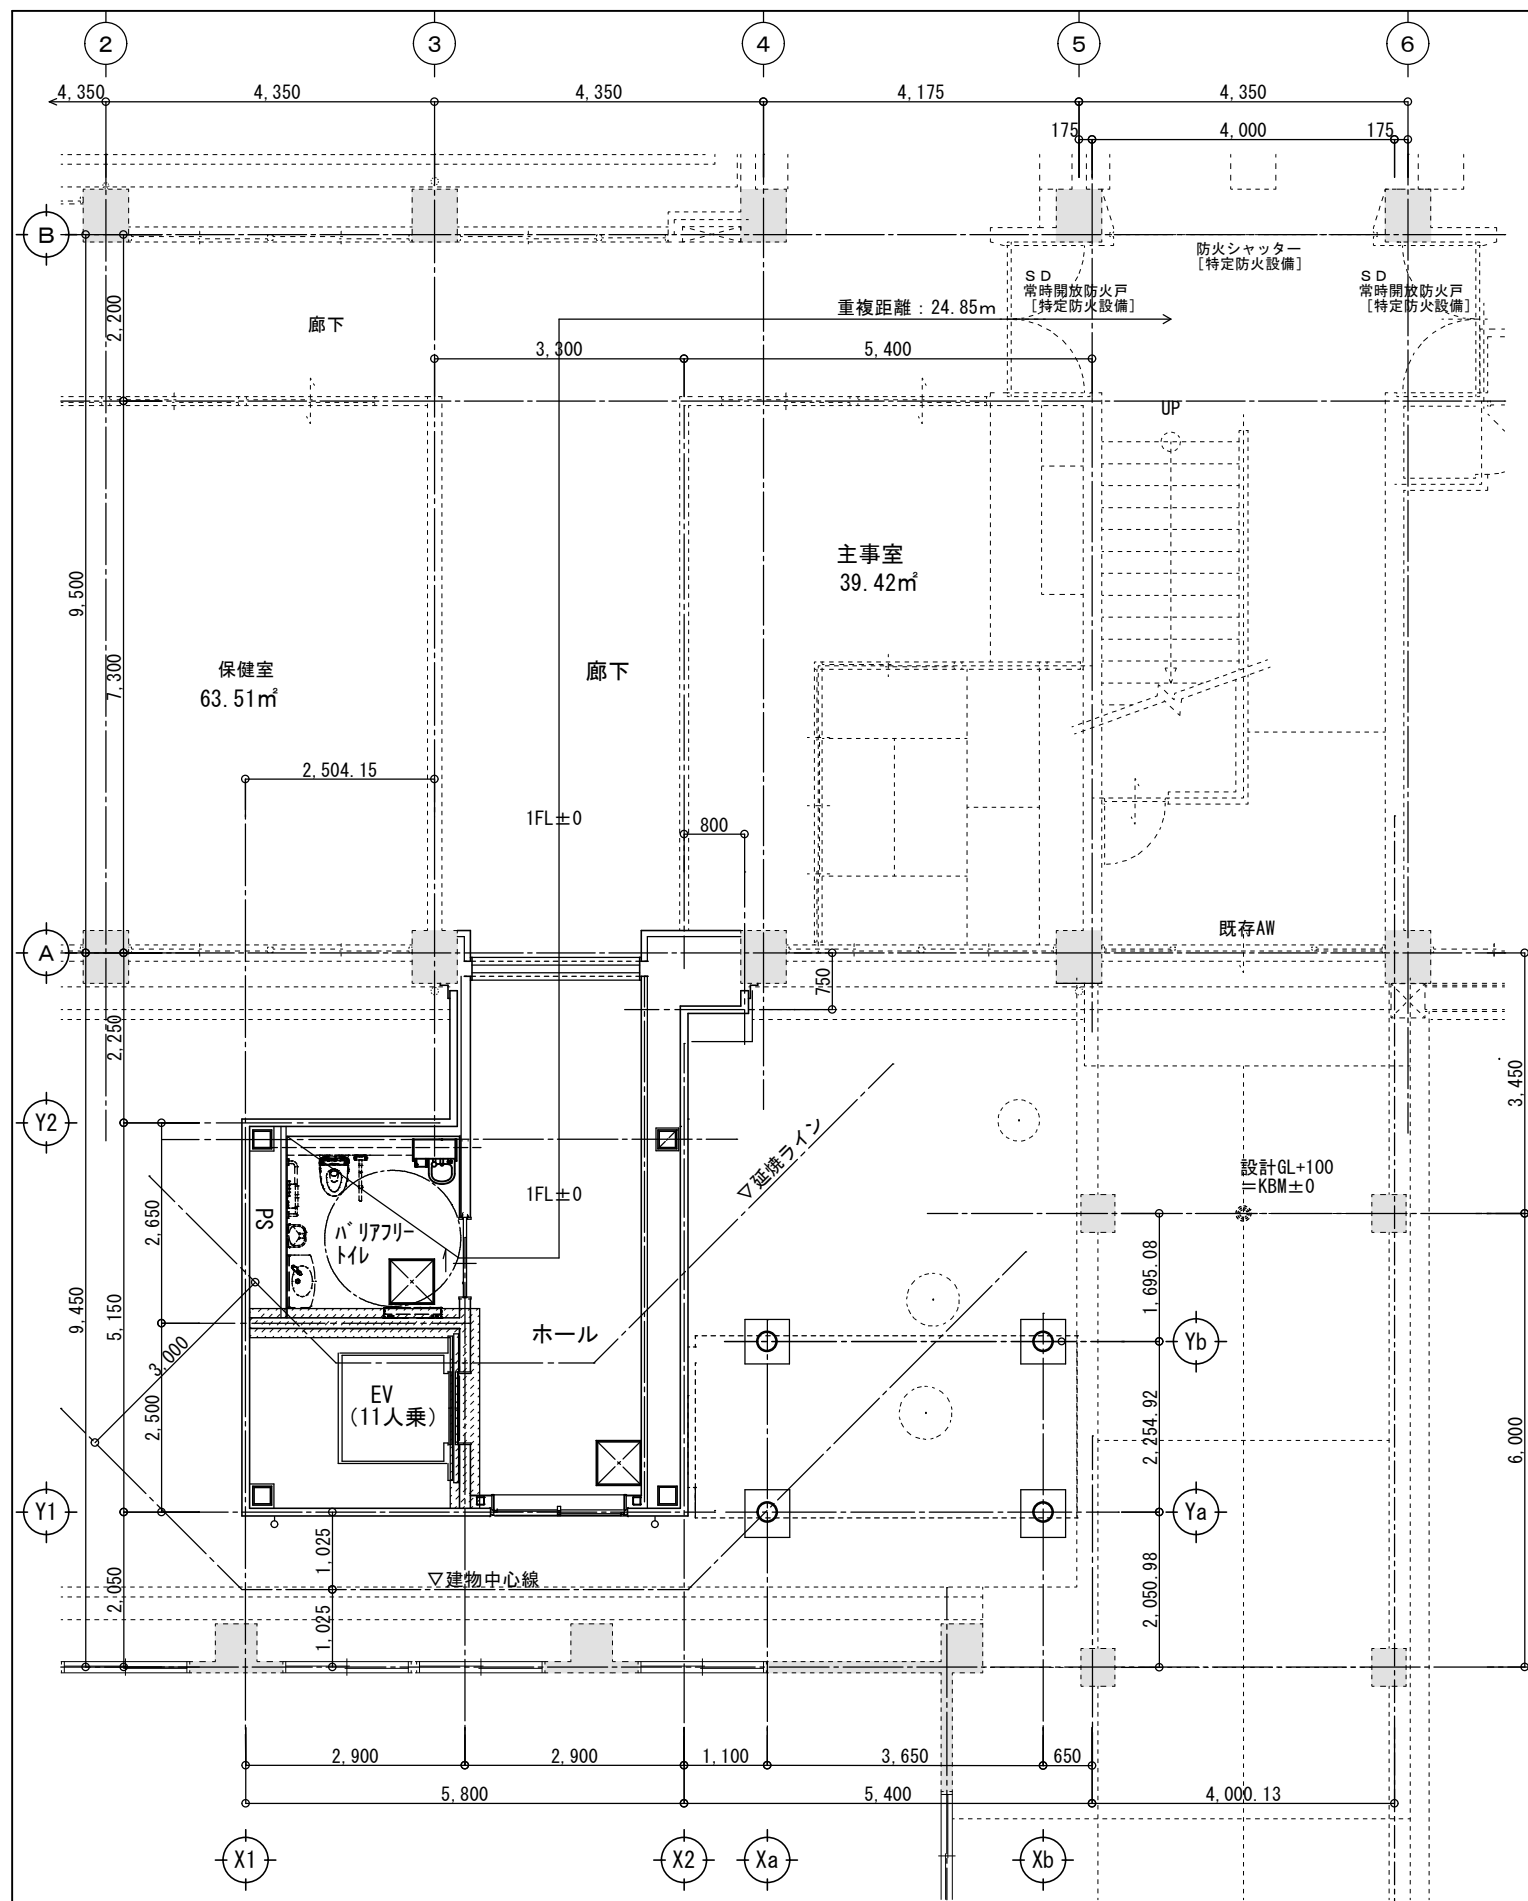 2
3
4
5
6
4,350
4,350
4,350
4,175
4,350
175
4,000
175
B
防火シャッター
[特定防火設備]
SD
常時開放防火戸
[特定防火設備]
SD
常時開放防火戸
[特定防火設備]
2,200
廊下
重複距離：24.85m
3,300
5,400
UP
主事室
39.42㎡
9,500
7,300
保健室
63.51㎡
廊下
2,504.15
1FL±0
800
既存AW
A
750
2,250
3,450
Y2
▽延焼ライン
設計GL+100
=KBM±0
1FL±0
PS
バリアフリー
トイレ
2,650
1,695.08
9,450
5,150
3,000
ホール
Yb
EV
(11人乗)
2,500
2,254.92
6,000
Y1
Ya
1,025
▽建物中心線
2,050
1,025
2,050.98
2,900
2,900
1,100
3,650
650
5,800
5,400
4,000.13
X1
X2
Xa
Xb